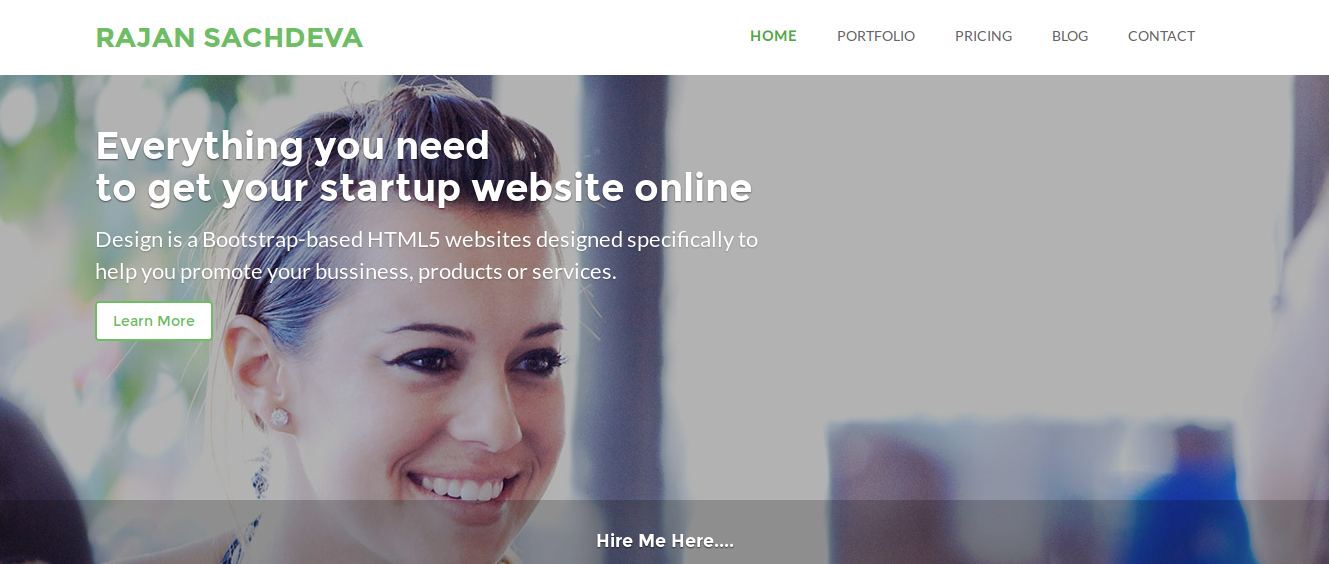 RAJAN SACHDEVA
HOME PORTFOLIO PRICING BLOG CONTACT
Everything you need
to get your startup website online
Design is a Bootstrap-based HTML5 websites designed specifically to
help you promote your bussiness, products or services.
Learn More
Hire Me Here....